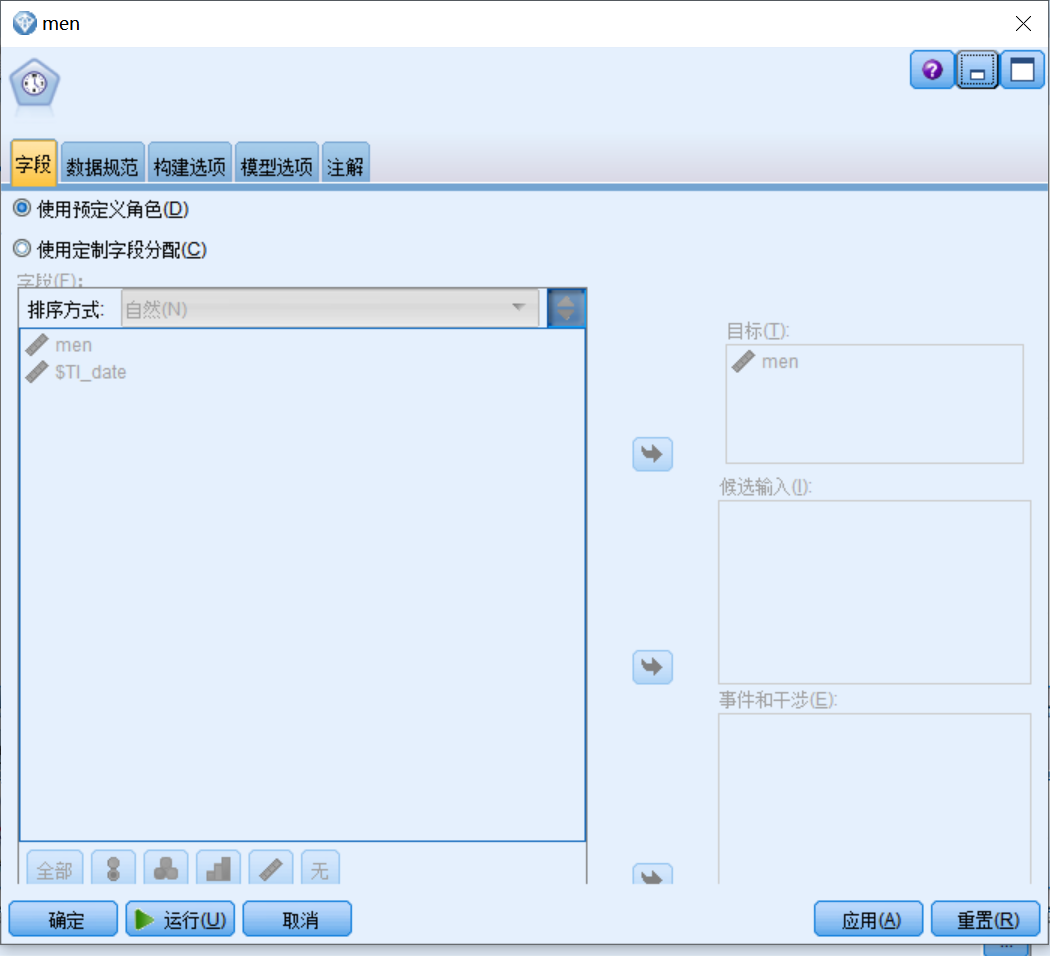 men
字段 数据规范 构建选项 模型选项 注解
使用预定义角色(D)
使用定制字段分配(C)
字段(F):
排序方式: 自然(N)
men
$TI_date
目标(T):
men
候选输入(I):
事件和干涉(E):
全部 无
确定 运行(U) 取消 应用(A) 重置(R)
...